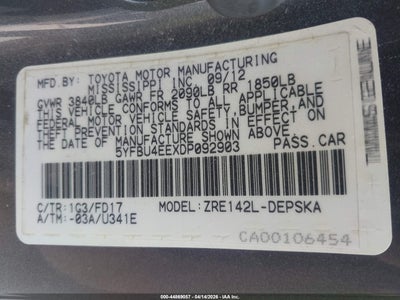 MFD.BY: TOYOTA MOTOR MANUFACTURING
MISSISSIPPI INC. 09/12
GVWR 3840LB GAWR FR 2090LB RR 1850LB
THIS VEHICLE CONFORMS TO ALL APPLICABLE
FEDERAL MOTOR VEHICLE SAFETY,BUMPER,AND
THEFT PREVENTION STANDARDS IN EFFECT ON
THE DATE OF MANUFACTURE SHOWN ABOVE.
5YFBU4EEXDP092903
PASS.CAR
C/TR:1G3/FD17
MODEL:ZRE142L-DEPSKA
A/TM:-03A/U341E
CA00106454
000-44869057 - 04/14/2026 -